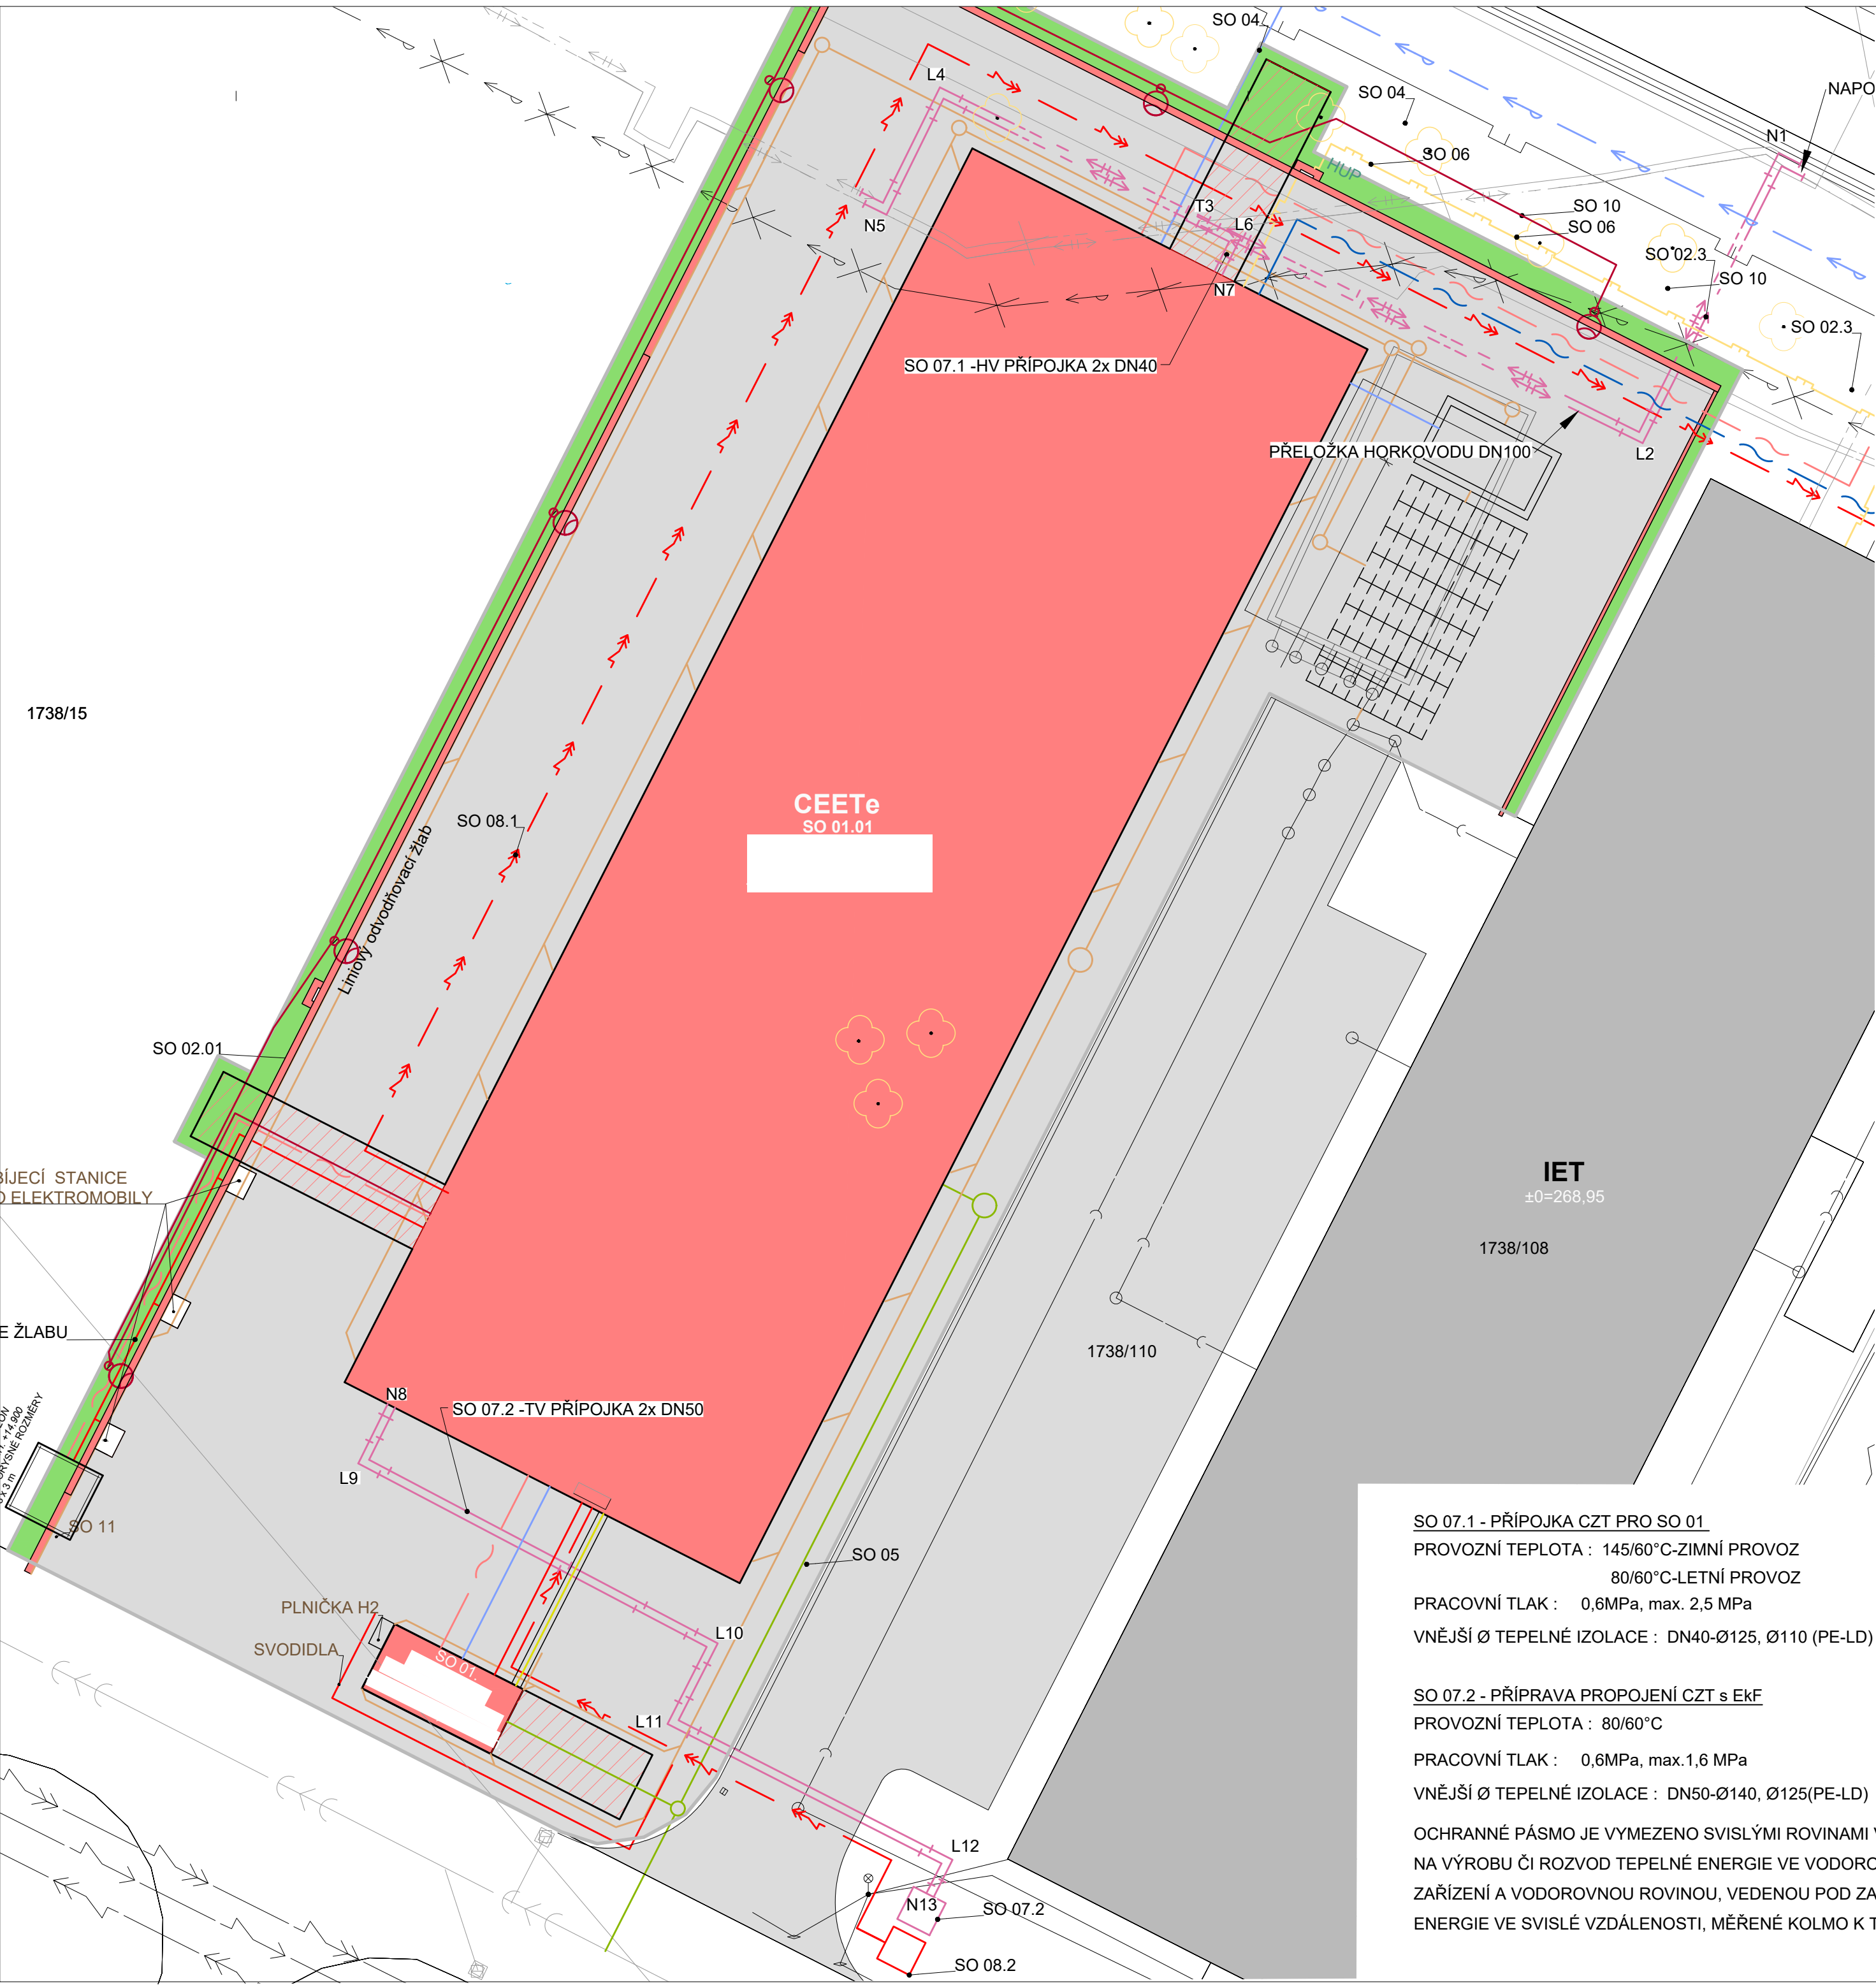 SO 04
L4
SO 04
NAPO
N1
SO 06
SO 06
HUP
T3
L6
N5
SO 10
SO 06
SO 02.3
SO 10
N7
SO 02.3
SO 07.1 -HV PŘÍPOJKA 2x DN40
PŘELOŽKA HORKOVODU DN100
L2
1738/15
CEETe
SO 01.01
SO 08.1
Liniový odvodňovací žlab
SO 02.01
BÍJECÍ STANICE
O ELEKTROMOBILY
IET
±0=268,95
1738/108
E ŽLABU
1738/110
N8
SO 07.2 -TV PŘÍPOJKA 2x DN50
+14,900
ORYSNÉ ROZMĚRY
x 3 m
L9
SO 11
SO 05
PLNIČKA H2
SVODIDLA
SO 01.
L10
L11
L12
N13
SO 07.2
SO 08.2
SO 07.1 - PŘÍPOJKA CZT PRO SO 01
PROVOZNÍ TEPLOTA : 145/60°C-ZIMNÍ PROVOZ
80/60°C-LETNÍ PROVOZ
PRACOVNÍ TLAK : 0,6MPa, max. 2,5 MPa
VNĚJŠÍ Ø TEPELNÉ IZOLACE : DN40-Ø125, Ø110 (PE-LD)
SO 07.2 - PŘÍPRAVA PROPOJENÍ CZT s EkF
PROVOZNÍ TEPLOTA : 80/60°C
PRACOVNÍ TLAK : 0,6MPa, max.1,6 MPa
VNĚJŠÍ Ø TEPELNÉ IZOLACE : DN50-Ø140, Ø125(PE-LD)
OCHRANNÉ PÁSMO JE VYMEZENO SVISLÝMI ROVINAMI V
NA VÝROBU ČI ROZVOD TEPELNÉ ENERGIE VE VODORO
ZAŘÍZENÍ A VODOROVNOU ROVINOU, VEDENOU POD ZA
ENERGIE VE SVISLÉ VZDÁLENOSTI, MĚŘENÉ KOLMO K T